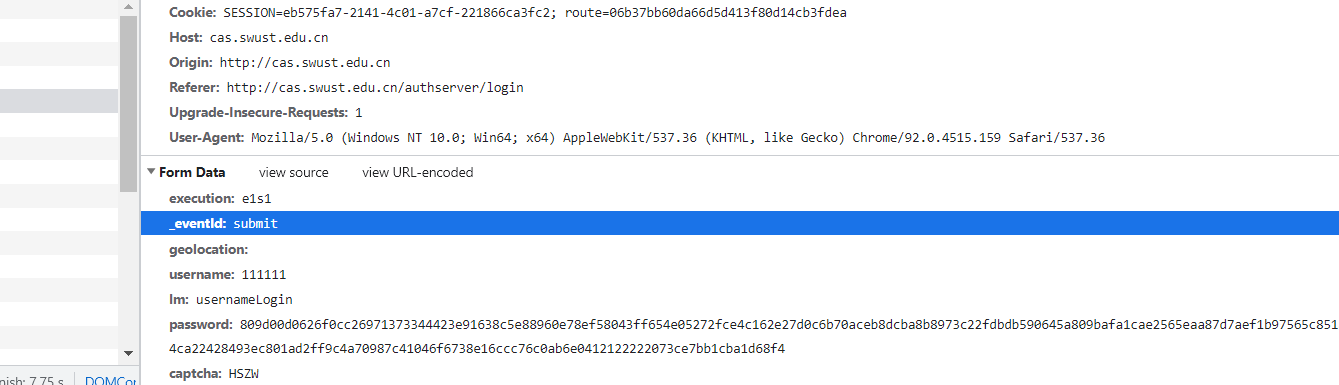 Cookie: SESSION=eb575fa7-2141-4c01-a7cf-221866ca3fc2; route=06b37bb60da66d5d413f80d14cb3fdea
Host: cas.swust.edu.cn
Origin: http://cas.swust.edu.cn
Referer: http://cas.swust.edu.cn/authserver/login
Upgrade-Insecure-Requests: 1
User-Agent: Mozilla/5.0 (Windows NT 10.0; Win64; x64) AppleWebKit/537.36 (KHTML, like Gecko) Chrome/92.0.4515.159 Safari/537.36
Form Data view source view URL-encoded
execution: e1s1
_eventId: submit
geolocation:
username: 111111
lm: usernameLogin
password: 809d00d0626f0cc26971373344423e91638c5e88960e78ef58043ff654e05272fce4c162e27d0c6b70aceb8dcba8b8973c22fdbdb590645a809bafa1cae2565eaa87d7aef1b97565c851
4ca22428493ec801ad2ff9c4a70987c41046f6738e16ccc76c0ab6e0412122222073ce7bb1cba1d68f4
captcha: HSZW
nish: 7.75 s DOMCor